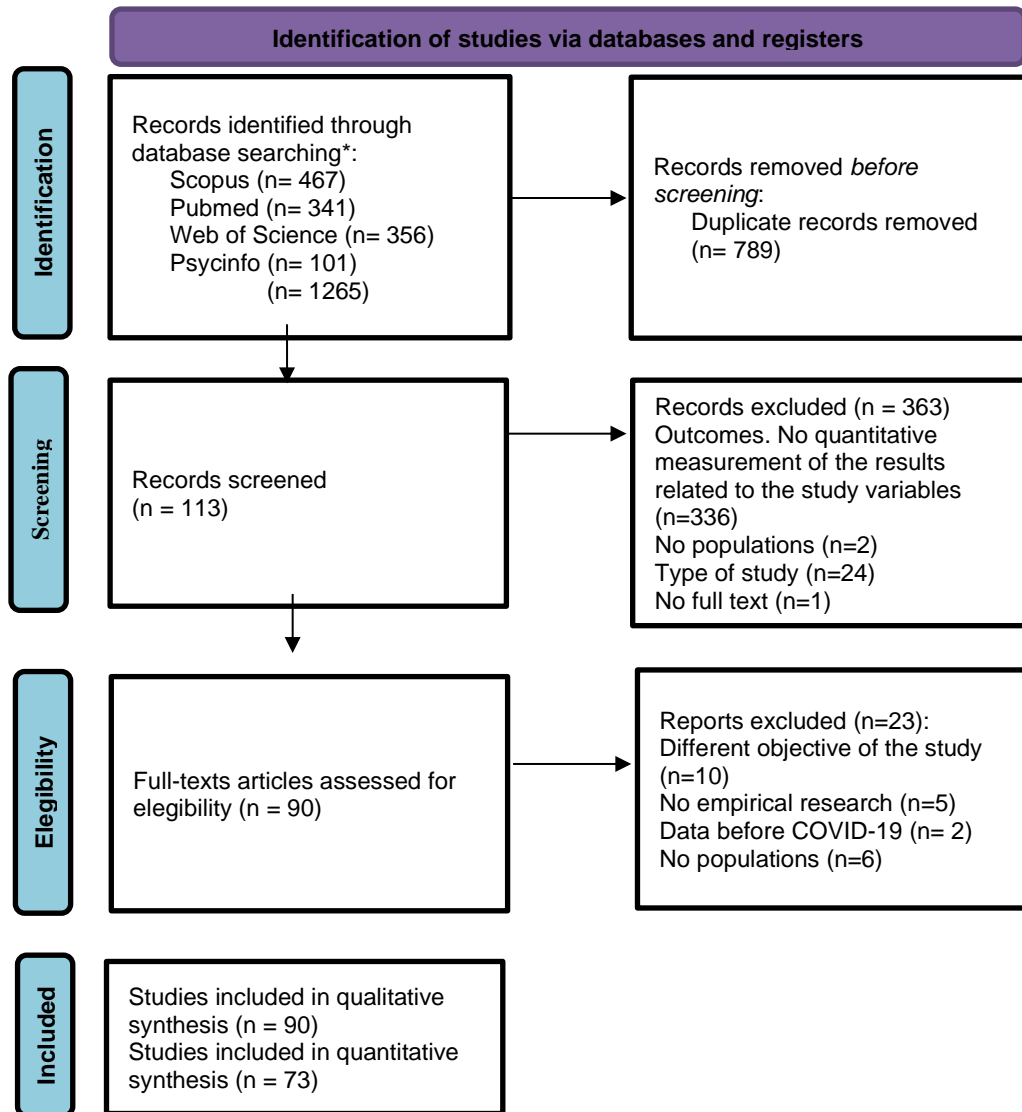 Identification of studies via databases and registers
Identification
Records identified through
database searching*:
Scopus (n= 467)
Pubmed (n= 341)
Web of Science (n= 356)
Psycinfo (n= 101)
(n= 1265)
Records removed before
screening:
Duplicate records removed
(n= 789)
Screening
Records screened
(n = 113)
Records excluded (n = 363)
Outcomes. No quantitative
measurement of the results
related to the study variables
(n=336)
No populations (n=2)
Type of study (n=24)
No full text (n=1)
Elegibility
Full-texts articles assessed for
elegibility (n = 90)
Reports excluded (n=23):
Different objective of the study
(n=10)
No empirical research (n=5)
Data before COVID-19 (n= 2)
No populations (n=6)
Included
Studies included in qualitative
synthesis (n = 90)
Studies included in quantitative
synthesis (n = 73)